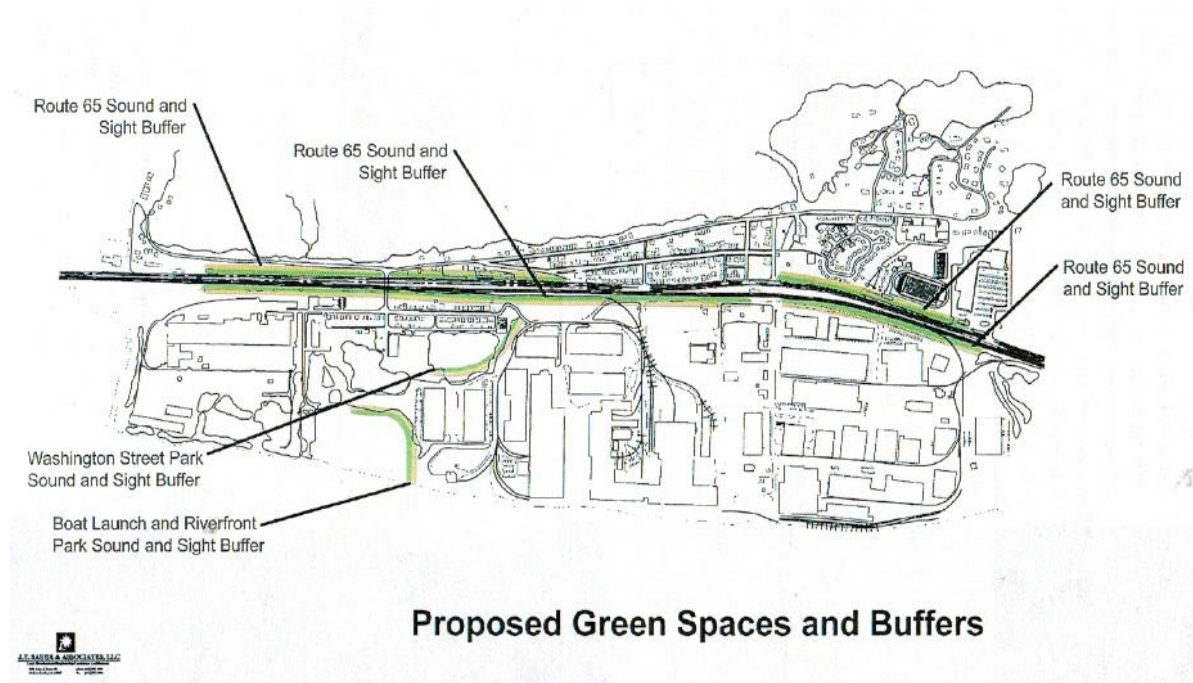 Route 65 Sound and
Sight Buffer
Route 65 Sound and
Sight Buffer
Route 65 Sound
and Sight Buffer
Route 65 Sound
and Sight Buffer
Washington Street Park
Sound and Sight Buffer
Boat Launch and Riverfront
Park Sound and Sight Buffer
Proposed Green Spaces and Buffers
& ASSOCIATES, LLC